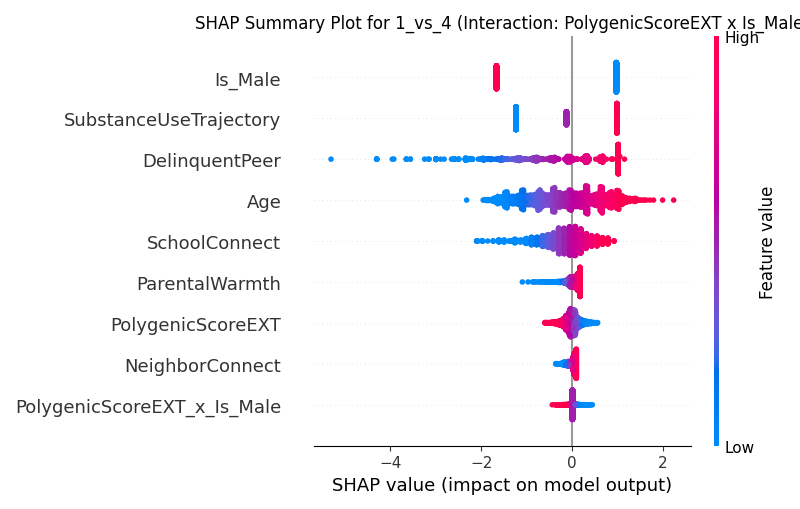 SHAP Summary Plot for 1_vs_4 (Interaction: PolygenicScoreEXT x Is_Male
High
Is_Male
SubstanceUseTrajectory
DelinquentPeer
Age
SchoolConnect
ParentalWarmth
PolygenicScoreEXT
NeighborConnect
PolygenicScoreEXT_x_Is_Male
Feature value
Low
−4 −2 0 2
SHAP value (impact on model output)